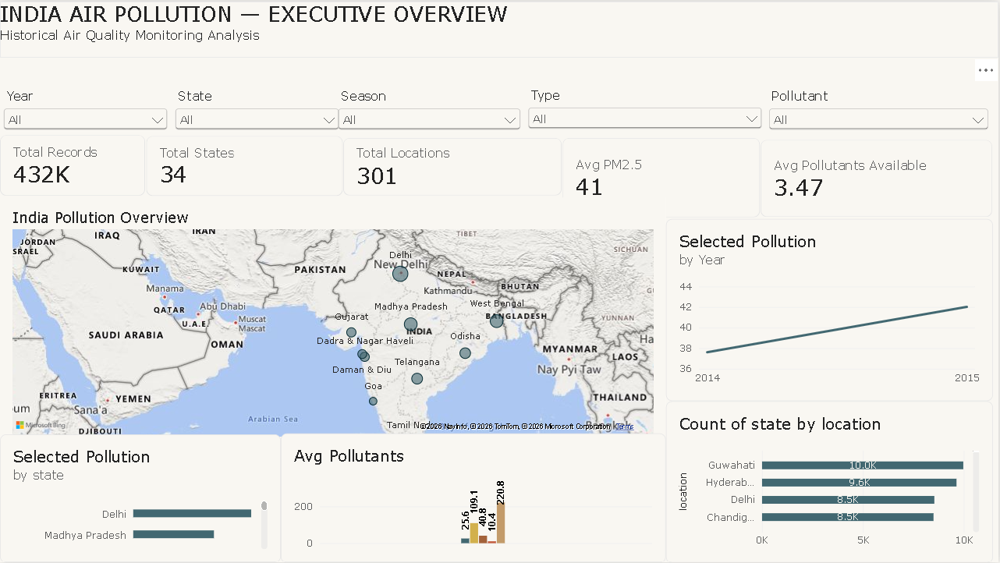 INDIA AIR POLLUTION — EXECUTIVE OVERVIEW
Historical Air Quality Monitoring Analysis
Year
State
Season
Type
Pollutant
All
All
All
All
All
Total Records
432K
Total States
34
Total Locations
301
Avg PM2.5
41
Avg Pollutants Available
3.47
India Pollution Overview
IRAQ
IRAN
JORDAN
SRAEL
KUWAIT
Manama
QATAR
Abu Dhabi
U.A.E.
Muscat
Mascat
SAUDI ARABIA
OMAN
ERITREA
Sana'a
YEMEN
um
DJIBOUTI
PAKISTAN
Delhi
New Delhi
TIBET
SICHUAN
NEPAL
Kathmandu
BHUTAN
Madhya Pradesh
West Bengal
Gujarat
INDIA
BANGLADESH
YUNNAN
GU
Dadra & Nagar Haveli
Odisha
Daman & Diu
Telangana
MYANMAR
Nay Pyi Taw
LAOS
Ha
Goa
THAILAND
Arabian Sea
Microsoft Bing
Tamil
©2026 NavInfo, © 2026 TomTom, © 2026 Microsoft Corporation Terms
Selected Pollution
by Year
44
42
40
38
36
2014
2015
Selected Pollution
by state
Delhi
Madhya Pradesh
Avg Pollutants
200
0
25.6
109.1
40.8
10.4
220.8
Count of state by location
location
Guwahati
10.0K
Hyderab...
9.6K
Delhi
8.5K
Chandig...
8.5K
0K
5K
10K